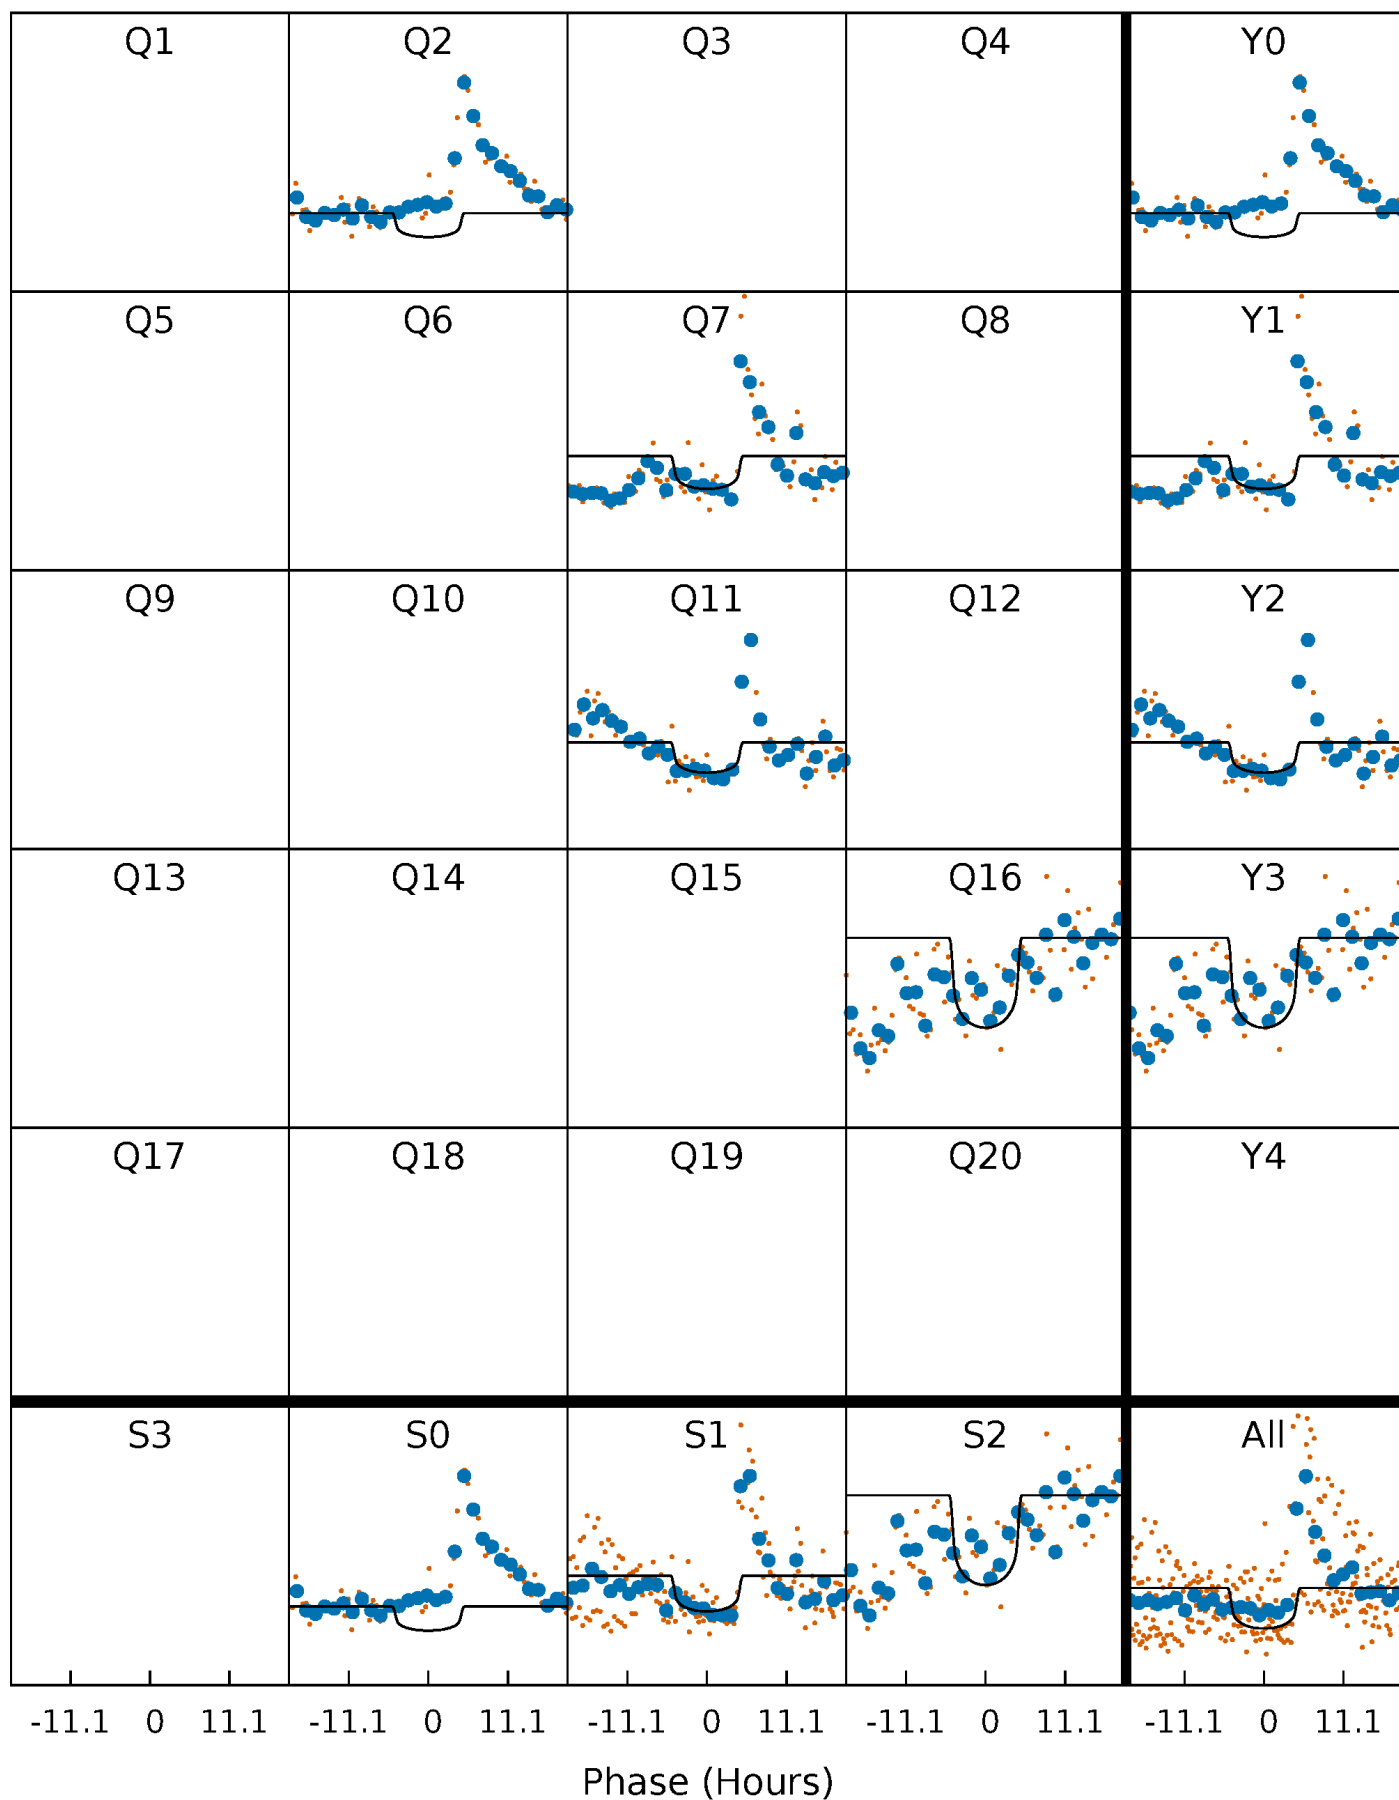 Q1 Q2 Q3 Q4 Y0
Q5 Q6 Q7 Q8 Y1
Q9 Q10 Q11 Q12 Y2
Q13 Q14 Q15 Q16 Y3
Q17 Q18 Q19 Q20 Y4
S3 S0 S1 S2 All
-11.1 0 11.1 -11.1 0 11.1 -11.1 0 11.1 -11.1 0 11.1 -11.1 0 11.1
Phase (Hours)